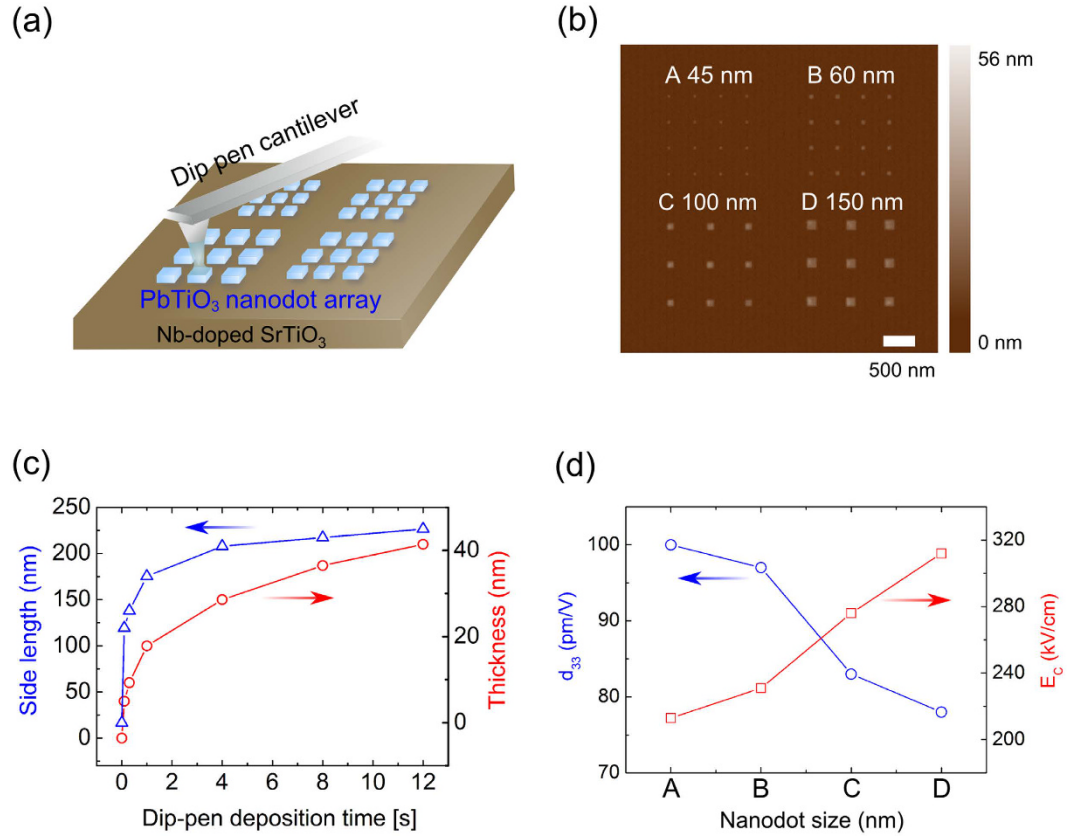 (a)
Dip pen cantilever
PbTiO₃ nanodot array
Nb-doped SrTiO₃
(b)
A 45 nm
B 60 nm
C 100 nm
D 150 nm
56 nm
0 nm
500 nm
(c)
Side length (nm)
250
200
150
100
50
0
Thickness (nm)
40
20
0
0 2 4 6 8 10 12
Dip-pen deposition time [s]
(d)
d₃₃ (pm/V)
100
90
80
70
E_C (kV/cm)
320
280
240
200
A B C D
Nanodot size (nm)